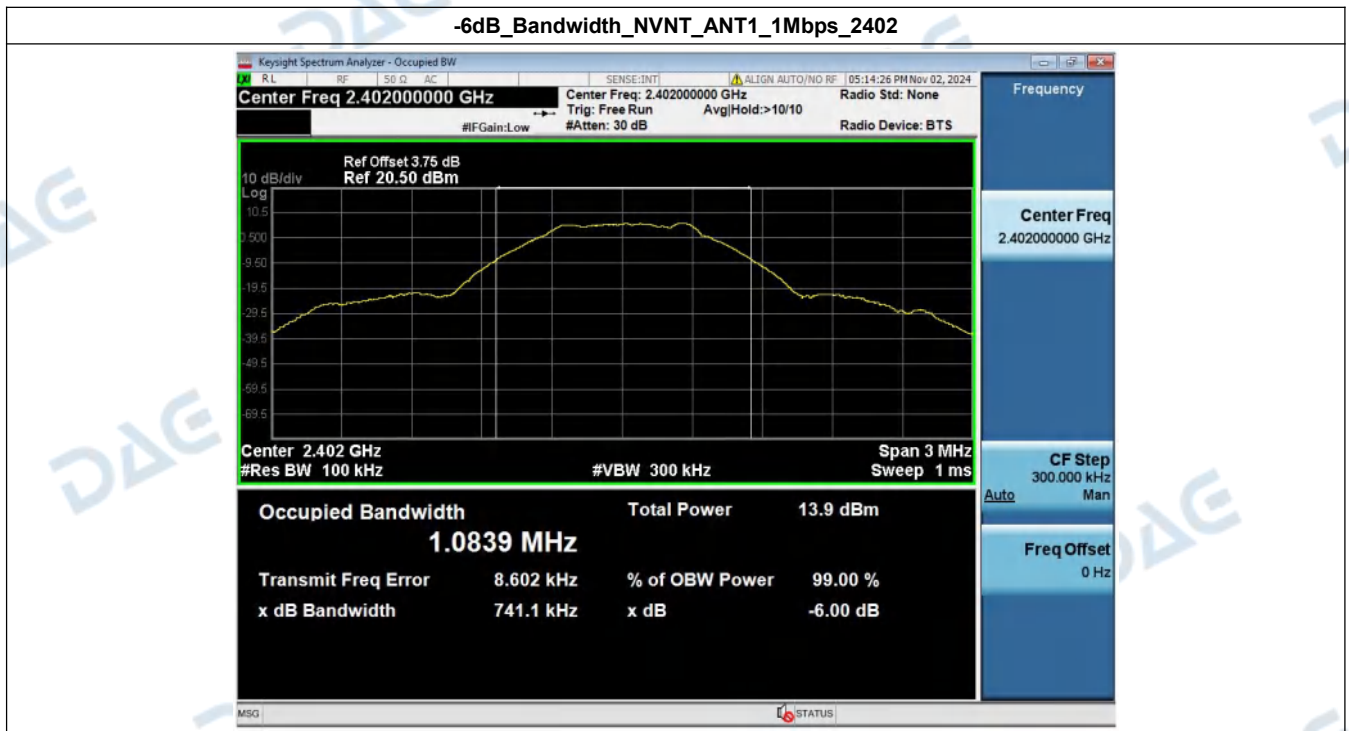 -6dB_Bandwidth_NVNT_ANT1_1Mbps_2402
Keysight Spectrum Analyzer - Occupied BW
LXI RL RF 50 Ω AC SENSE:INT ALIGN AUTO/NO RF 05:14:26 PM Nov 02, 2024
Center Freq 2.402000000 GHz
Center Freq: 2.402000000 GHz
Radio Std: None
Trig: Free Run Avg|Hold:>10/10
#IFGain:Low #Atten: 30 dB Radio Device: BTS
Ref Offset 3.75 dB
10 dB/div Ref 20.50 dBm
Log
10.5
0.500
-9.50
-19.5
-29.5
-39.5
-49.5
-59.5
-69.5
Center 2.402 GHz Span 3 MHz
#Res BW 100 kHz #VBW 300 kHz Sweep 1 ms
Occupied Bandwidth Total Power 13.9 dBm
1.0839 MHz
Transmit Freq Error 8.602 kHz % of OBW Power 99.00 %
x dB Bandwidth 741.1 kHz x dB -6.00 dB
MSG STATUS
Frequency
Center Freq
2.402000000 GHz
CF Step
300.000 kHz
Auto Man
Freq Offset
0 Hz
DAE
DAE
DAE
DAE